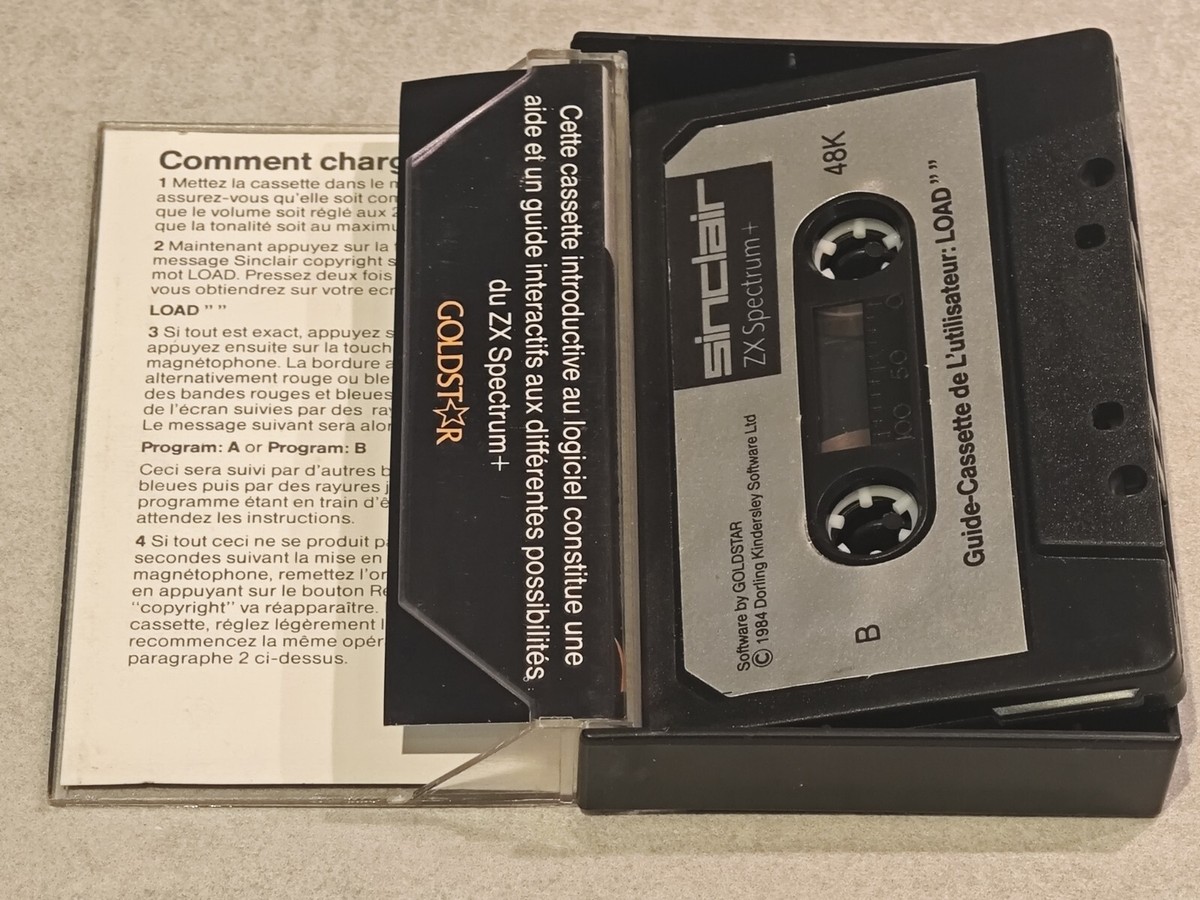 Comment charg
1 Mettez la cassette dans le
assurez-vous qu'elle soit con
que le volume soit réglé aux
que la tonalité soit au maximu
2 Maintenant appuyez sur la
message Sinclair copyright s
mot LOAD. Pressez deux fois
vous obtiendrez sur votre ecr
LOAD ” ”
3 Si tout est exact, appuyez s
appuyez ensuite sur la touch
magnétophone. La bordure a
alternativement rouge ou ble
des bandes rouges et bleues
de l'écran suivies par des ra
Le message suivant sera alor
Program: A or Program: B
Ceci sera suivi par d'autres b
bleues puis par des rayures j
programme étant en train d'ê
attendez les instructions.
4 Si tout ceci ne se produit pa
secondes suivant la mise en
magnétophone, remettez l'or
en appuyant sur le bouton Re
“copyright” va réapparaître.
cassette, réglez légèrement l
recommencez la même opér
paragraphe 2 ci-dessus.
Cette cassette introductive au logiciel constitue une
aide et un guide interactifs aux différentes possibilités
du ZX Spectrum+
GOLDSTAR
sinclair
ZX Spectrum+
48K
Software by GOLDSTAR
© 1984 Dorling Kindersley Software Ltd
B
100 50 0
Guide-Cassette de L'utilisateur: LOAD ” ”